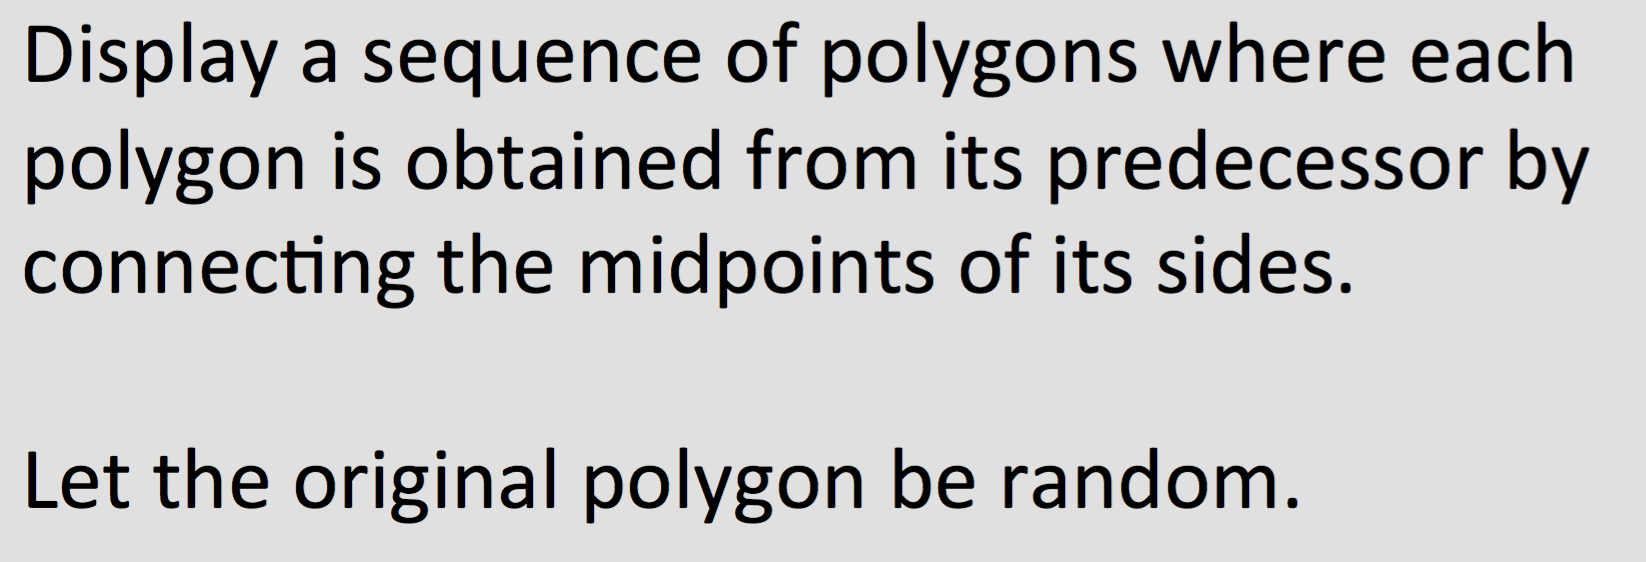 Display a sequence of polygons where each
polygon is obtained from its predecessor by
connecting the midpoints of its sides.
Let the original polygon be random.